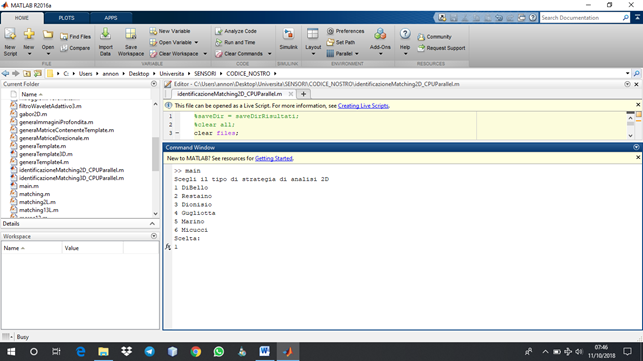 MATLAB R2016a
HOME PLOTS APPS
Search Documentation
New Script
New
Open
Find Files
Compare
Import Data
Save Workspace
New Variable
Open Variable
Clear Workspace
Analyze Code
Run and Time
Clear Commands
Simulink
Layout
Preferences
Set Path
Parallel
Add-Ons
Help
Community
Request Support
FILE VARIABLE CODE SIMULINK ENVIRONMENT RESOURCES
C: Users annon Desktop Universita SENSORI CODICE_NOSTRO
Current Folder
Name
filtroWaveletAdattivo3.m
gabor2D.m
generaImmaginiProfondita.m
generaMatriceContenenteTemplate.m
generaMatriceDirezionale.m
generaTemplate.m
generaTemplate3D.m
generaTemplate4.m
identificazioneMatching2D_CPUParallel.m
identificazioneMatching3D_CPUParallel.m
main.m
matching.m
matching2L.m
matching13L.m
Details
Workspace
Name Value
Editor - C:\Users\annon\Desktop\Universita\SENSORI\CODICE_NOSTRO\identificazioneMatching2D_CPUParallel.m
identificazioneMatching2D_CPUParallel.m
This file can be opened as a Live Script. For more information, see Creating Live Scripts.
1 %saveDir = saveDirRisultati;
2 %clear all;
3 clear files;
Command Window
New to MATLAB? See resources for Getting Started.
>> main
Scegli il tipo di strategia di analisi 2D
1 DiBello
2 Restaino
3 Dionisio
4 Gugliotta
5 Marino
6 Micucci
Scelta:
fx 1
Busy
07:46
11/10/2018